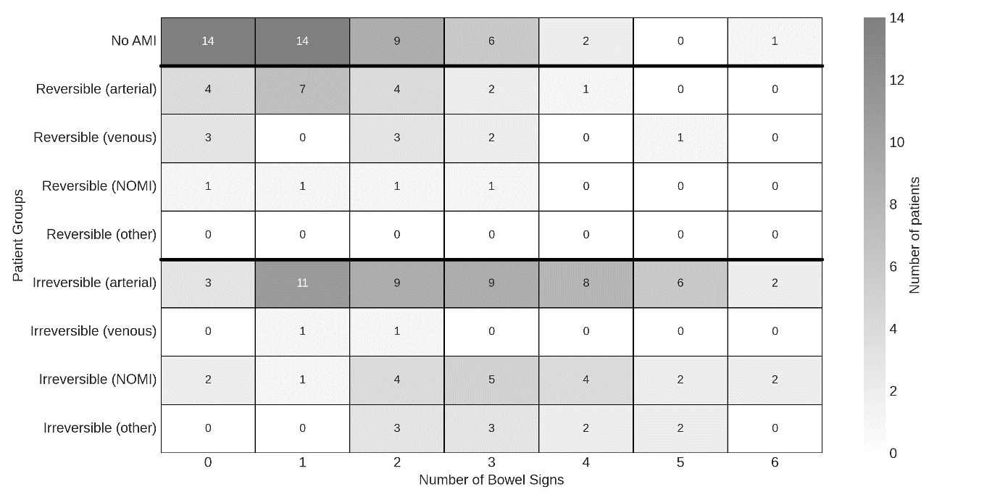 No AMI 14 14 9 6 2 0 1
Reversible (arterial) 4 7 4 2 1 0 0
Reversible (venous) 3 0 3 2 0 1 0
Reversible (NOMI) 1 1 1 1 0 0 0
Reversible (other) 0 0 0 0 0 0 0
Irreversible (arterial) 3 11 9 9 8 6 2
Irreversible (venous) 0 1 1 0 0 0 0
Irreversible (NOMI) 2 1 4 5 4 2 2
Irreversible (other) 0 0 3 3 2 2 0
0 1 2 3 4 5 6
Number of Bowel Signs
Patient Groups
14
12
10
8
6
4
2
0
Number of patients